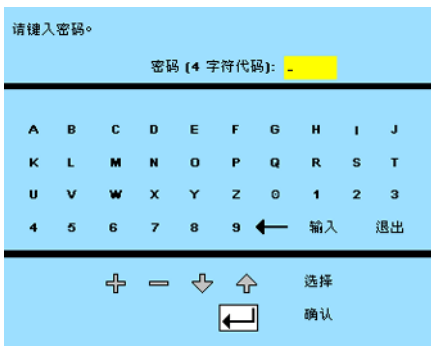 请键入密码。
密码 (4 字符代码): -
A B C D E F G H I J
K L M N O P Q R S T
U V W X Y Z 0 1 2 3
4 5 6 7 8 9 ← 输入 退出
+ - 选择
确认